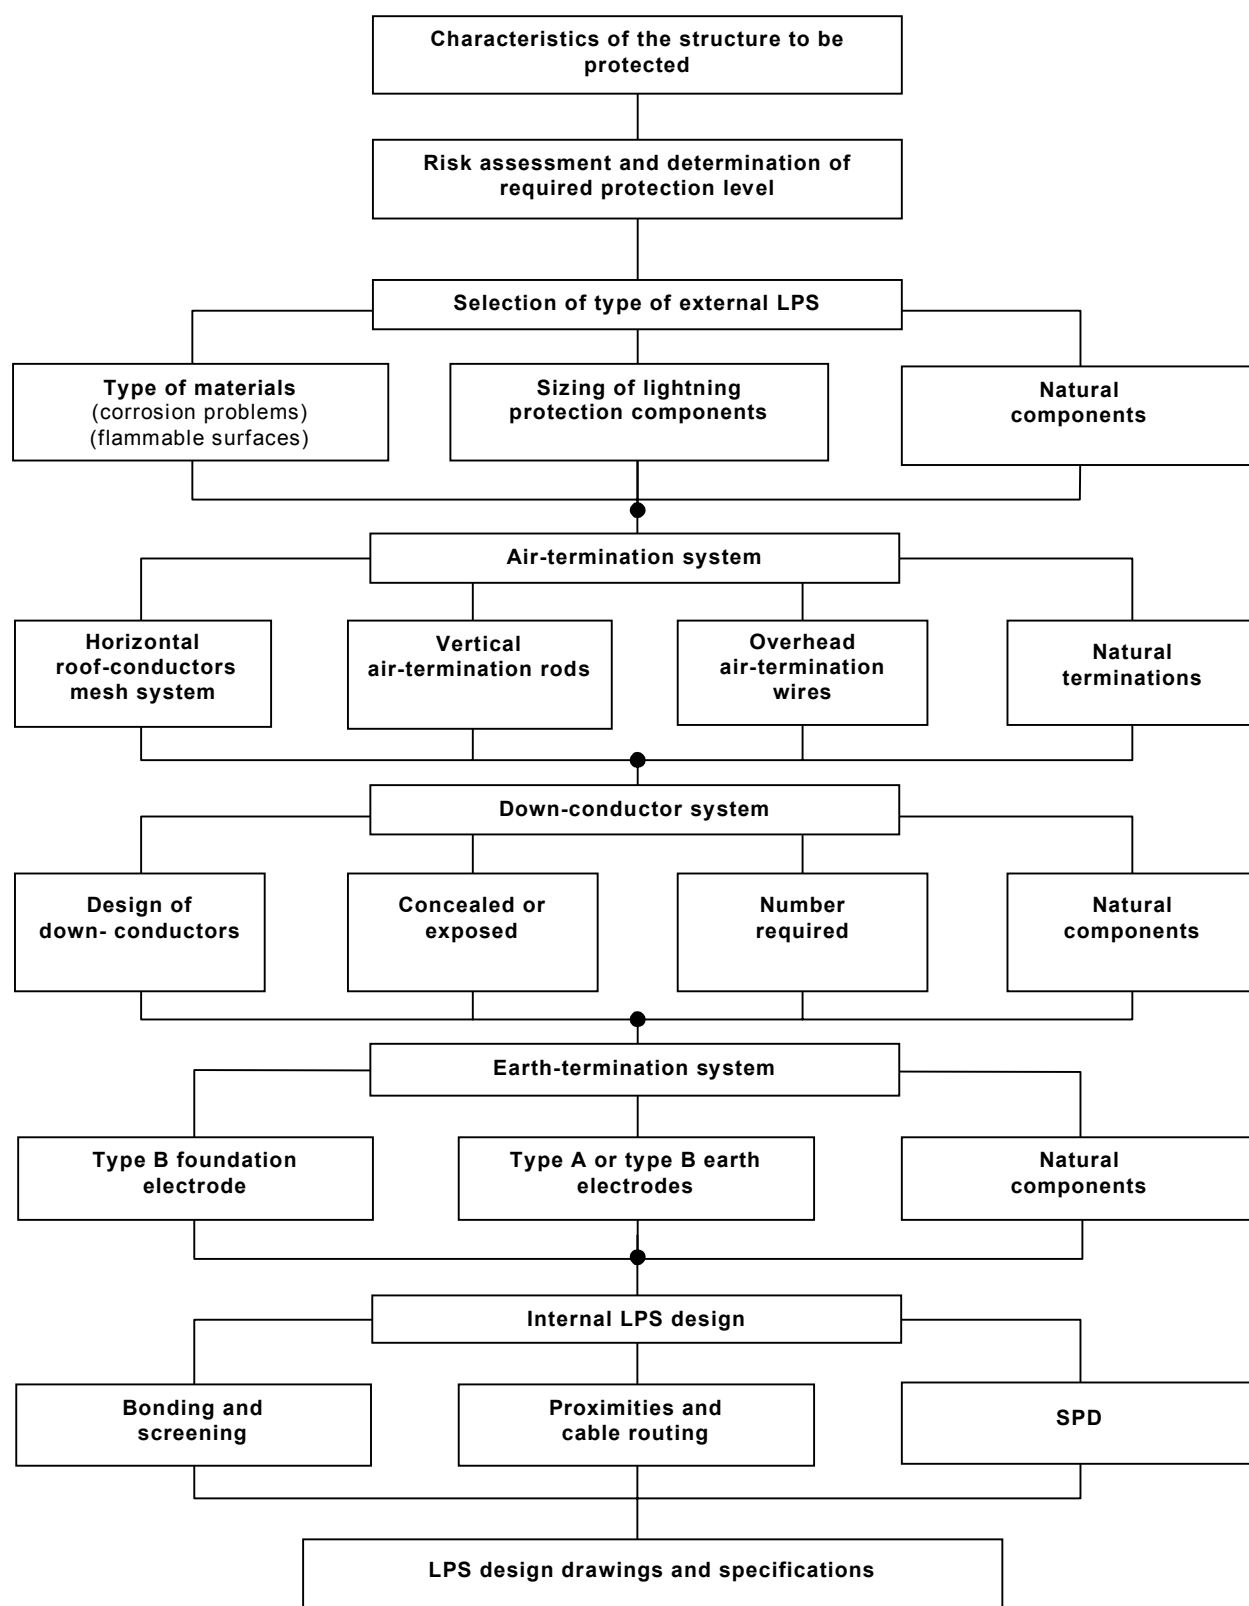 Characteristics of the structure to be
protected
Risk assessment and determination of
required protection level
Selection of type of external LPS
Type of materials
(corrosion problems)
(flammable surfaces)
Sizing of lightning
protection components
Natural
components
Air-termination system
Horizontal
roof-conductors
mesh system
Vertical
air-termination rods
Overhead
air-termination
wires
Natural
terminations
Down-conductor system
Design of
down- conductors
Concealed or
exposed
Number
required
Natural
components
Earth-termination system
Type B foundation
electrode
Type A or type B earth
electrodes
Natural
components
Internal LPS design
Bonding and
screening
Proximities and
cable routing
SPD
LPS design drawings and specifications